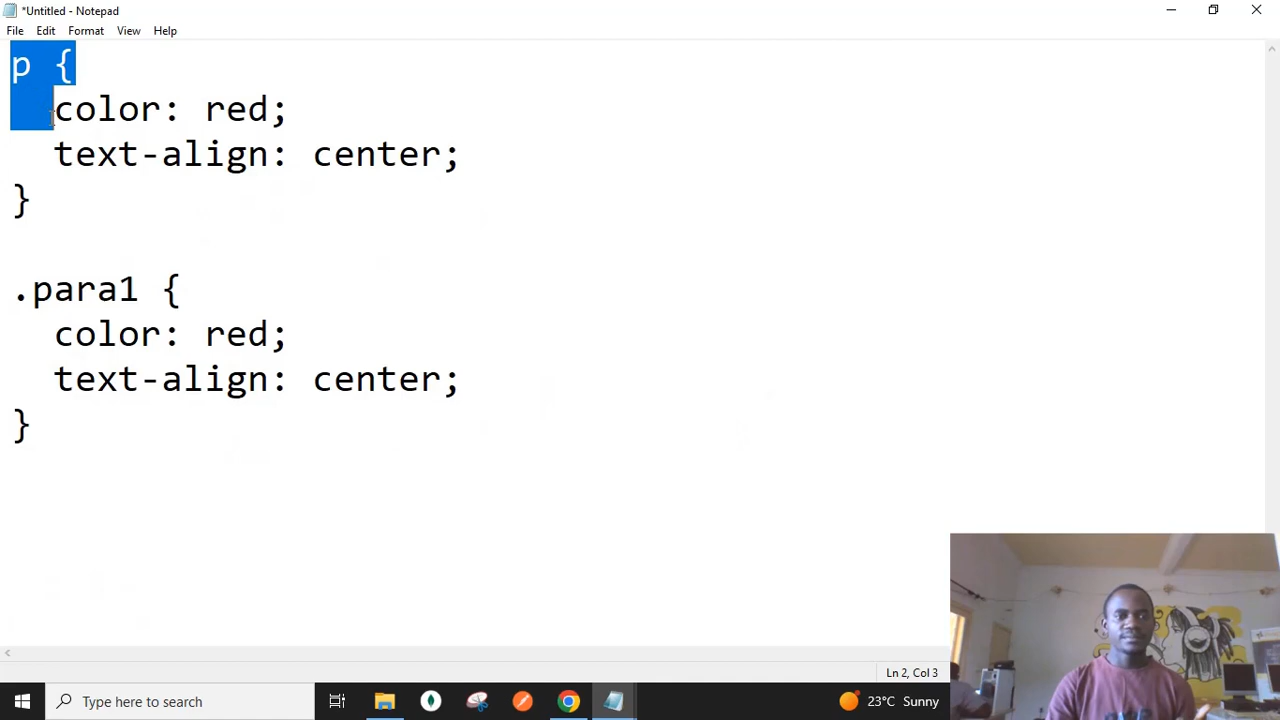 *Untitled - Notepad
File Edit Format View Help
p {
  color: red;
  text-align: center;
}
.para1 {
  color: red;
  text-align: center;
}
Ln 2, Col 3
Type here to search
23°C Sunny